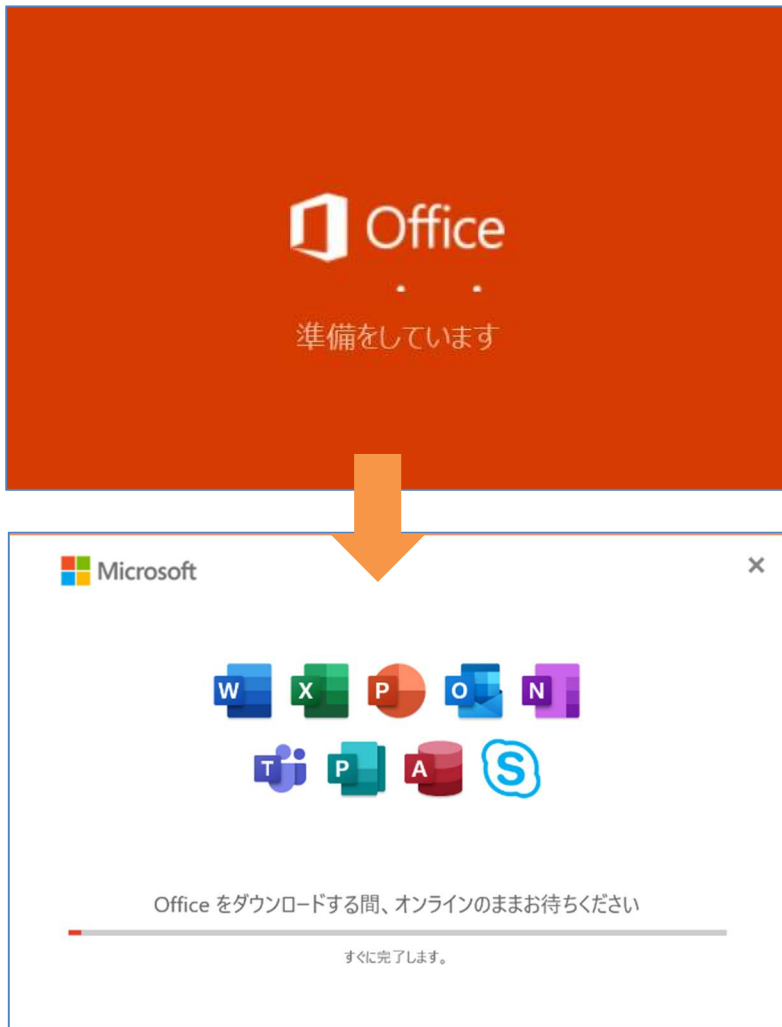 Office
準備をしています
Microsoft
W X P O N
T P A S
Office をダウンロードする間、オンラインのままお待ちください
すぐに完了します。